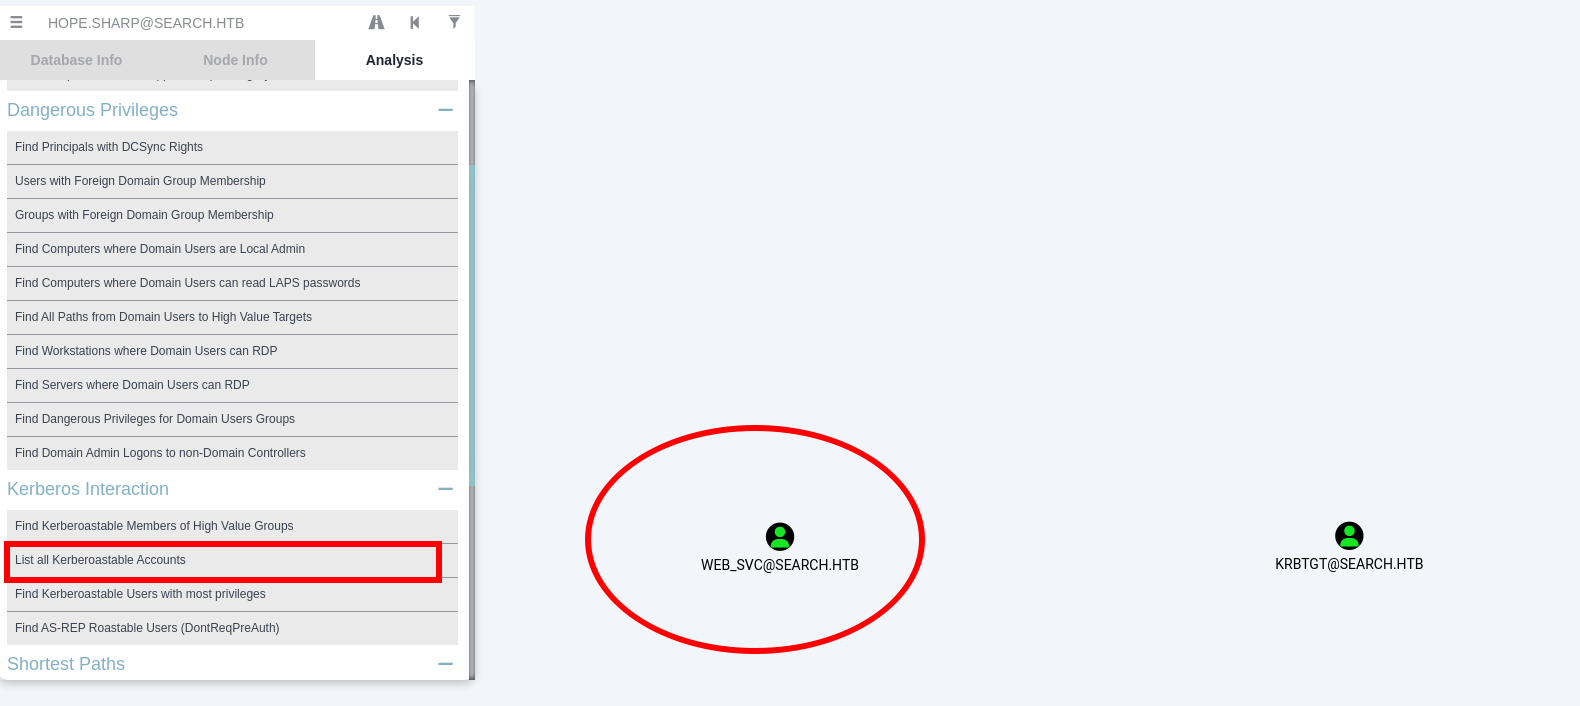 HOPE.SHARP@SEARCH.HTB
Database Info
Node Info
Analysis
Dangerous Privileges
Find Principals with DCSync Rights
Users with Foreign Domain Group Membership
Groups with Foreign Domain Group Membership
Find Computers where Domain Users are Local Admin
Find Computers where Domain Users can read LAPS passwords
Find All Paths from Domain Users to High Value Targets
Find Workstations where Domain Users can RDP
Find Servers where Domain Users can RDP
Find Dangerous Privileges for Domain Users Groups
Find Domain Admin Logons to non-Domain Controllers
Kerberos Interaction
Find Kerberoastable Members of High Value Groups
List all Kerberoastable Accounts
Find Kerberoastable Users with most privileges
Find AS-REP Roastable Users (DontReqPreAuth)
Shortest Paths
WEB_SVC@SEARCH.HTB
KRBTGT@SEARCH.HTB